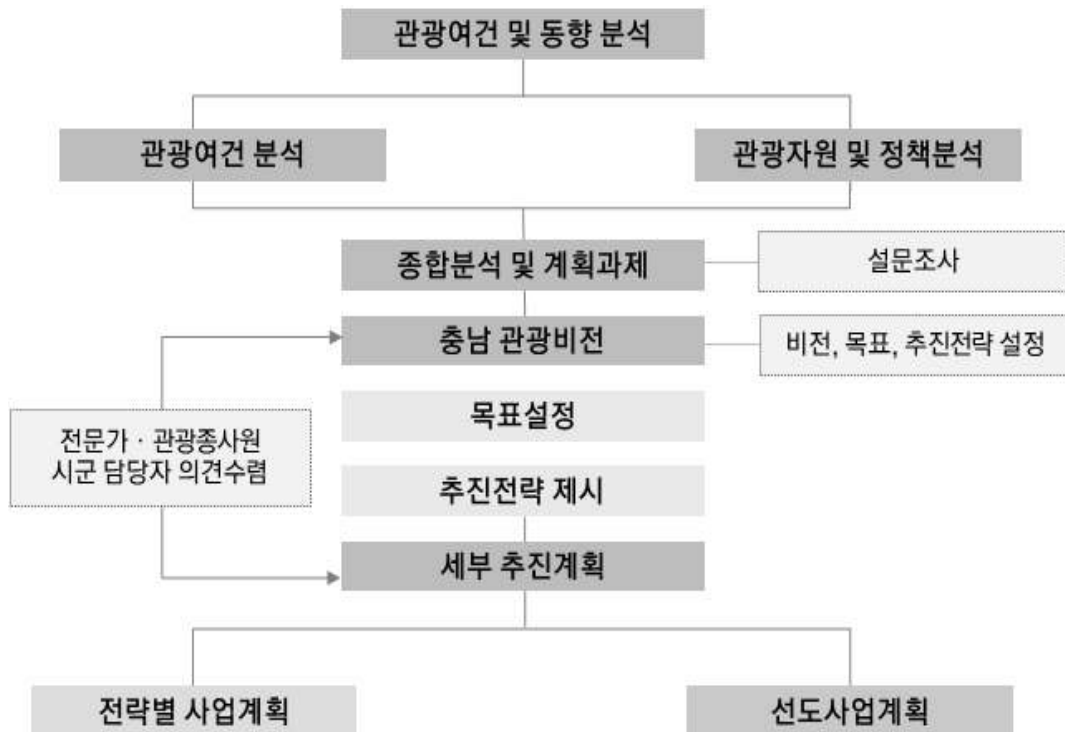 관광여건 및 동향 분석
관광여건 분석
관광자원 및 정책분석
종합분석 및 계획과제
설문조사
충남 관광비전
비전, 목표, 추진전략 설정
목표설정
전문가 · 관광종사원
시군 담당자 의견수렴
추진전략 제시
세부 추진계획
전략별 사업계획
선도사업계획